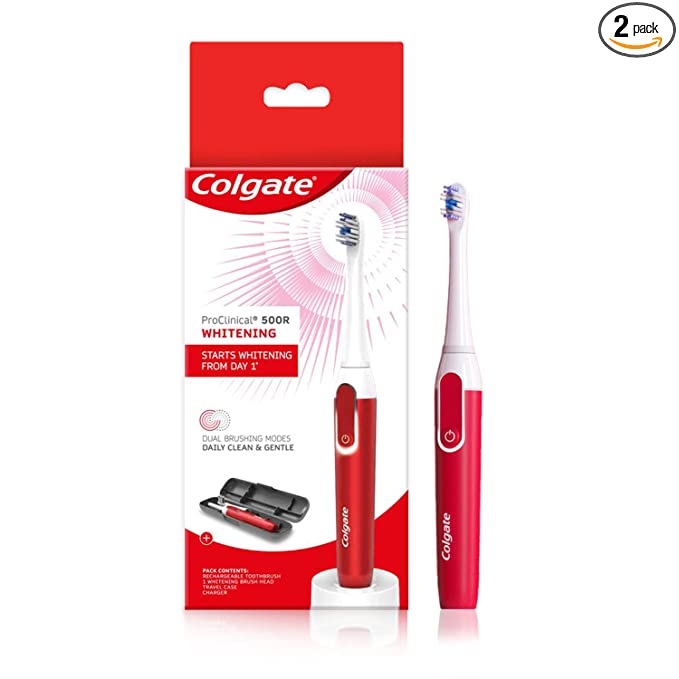 2 pack
Colgate®
ProClinical® 500R
WHITENING
STARTS WHITENING
FROM DAY 1*
DUAL BRUSHING MODES
DAILY CLEAN & GENTLE
PACK CONTENTS:
RECHARGEABLE TOOTHBRUSH
1 WHITENING BRUSH HEAD
TRAVEL CASE
CHARGER
Colgate
Colgate